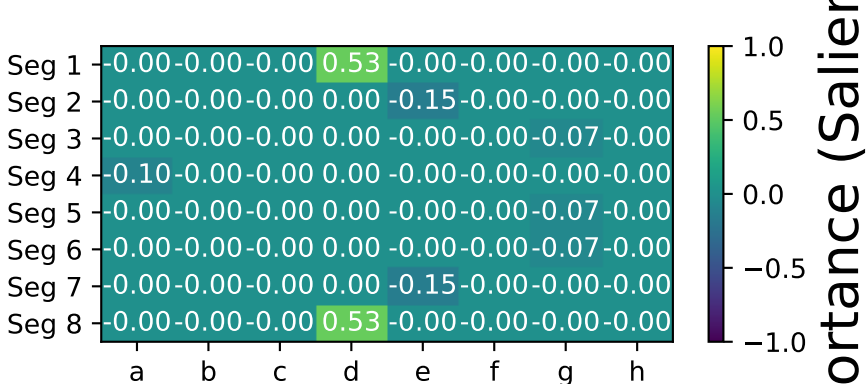 Seg 1 -0.00 -0.00 -0.00 0.53 -0.00 -0.00 -0.00 -0.00
Seg 2 -0.00 -0.00 -0.00 0.00 -0.15 -0.00 -0.00 -0.00
Seg 3 -0.00 -0.00 -0.00 0.00 -0.00 -0.00 -0.07 -0.00
Seg 4 -0.10 -0.00 -0.00 0.00 -0.00 -0.00 -0.00 -0.00
Seg 5 -0.00 -0.00 -0.00 0.00 -0.00 -0.00 -0.07 -0.00
Seg 6 -0.00 -0.00 -0.00 0.00 -0.00 -0.00 -0.07 -0.00
Seg 7 -0.00 -0.00 -0.00 0.00 -0.15 -0.00 -0.00 -0.00
Seg 8 -0.00 -0.00 -0.00 0.53 -0.00 -0.00 -0.00 -0.00
a b c d e f g h
1.0
0.5
0.0
−0.5
−1.0
ortance (Salien